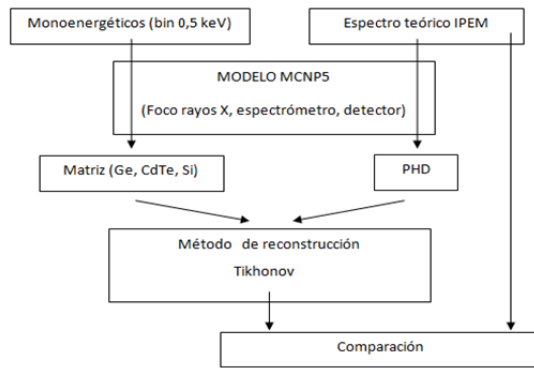 Monoenergéticos (bin 0,5 keV)
Espectro teórico IPEM
MODELO MCNP5
(Foco rayos X, espectrómetro, detector)
Matriz (Ge, CdTe, Si)
PHD
Método de reconstrucción
Tikhonov
Comparación